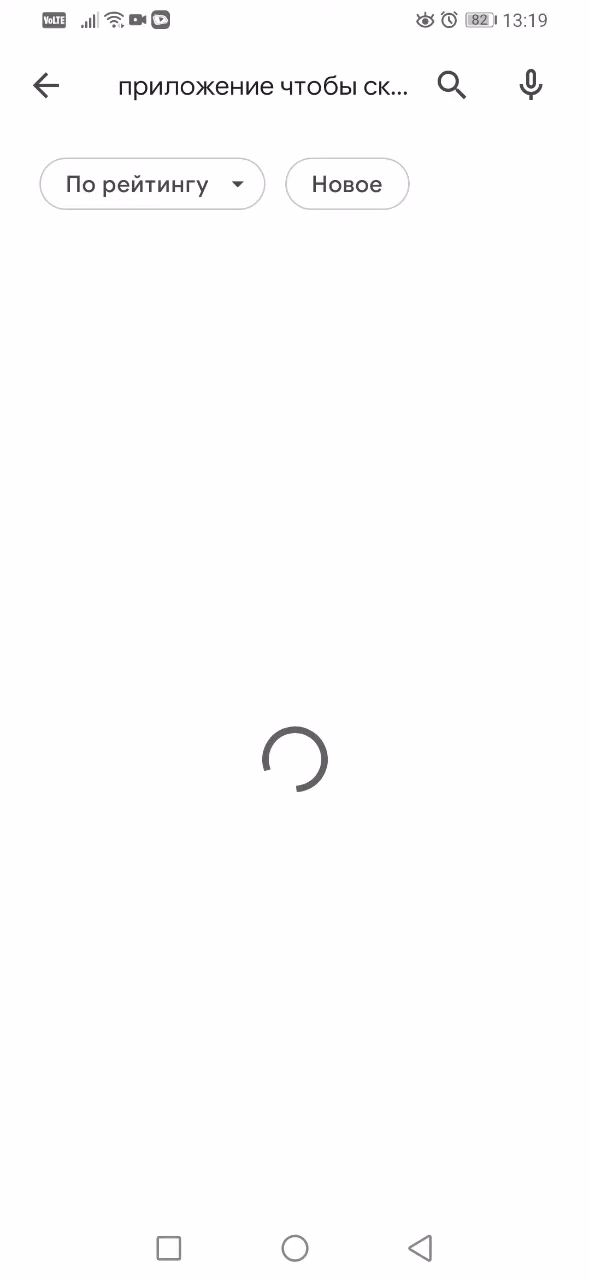 VoLTE 82 13:19
приложение чтобы ск...
По рейтингу Новое